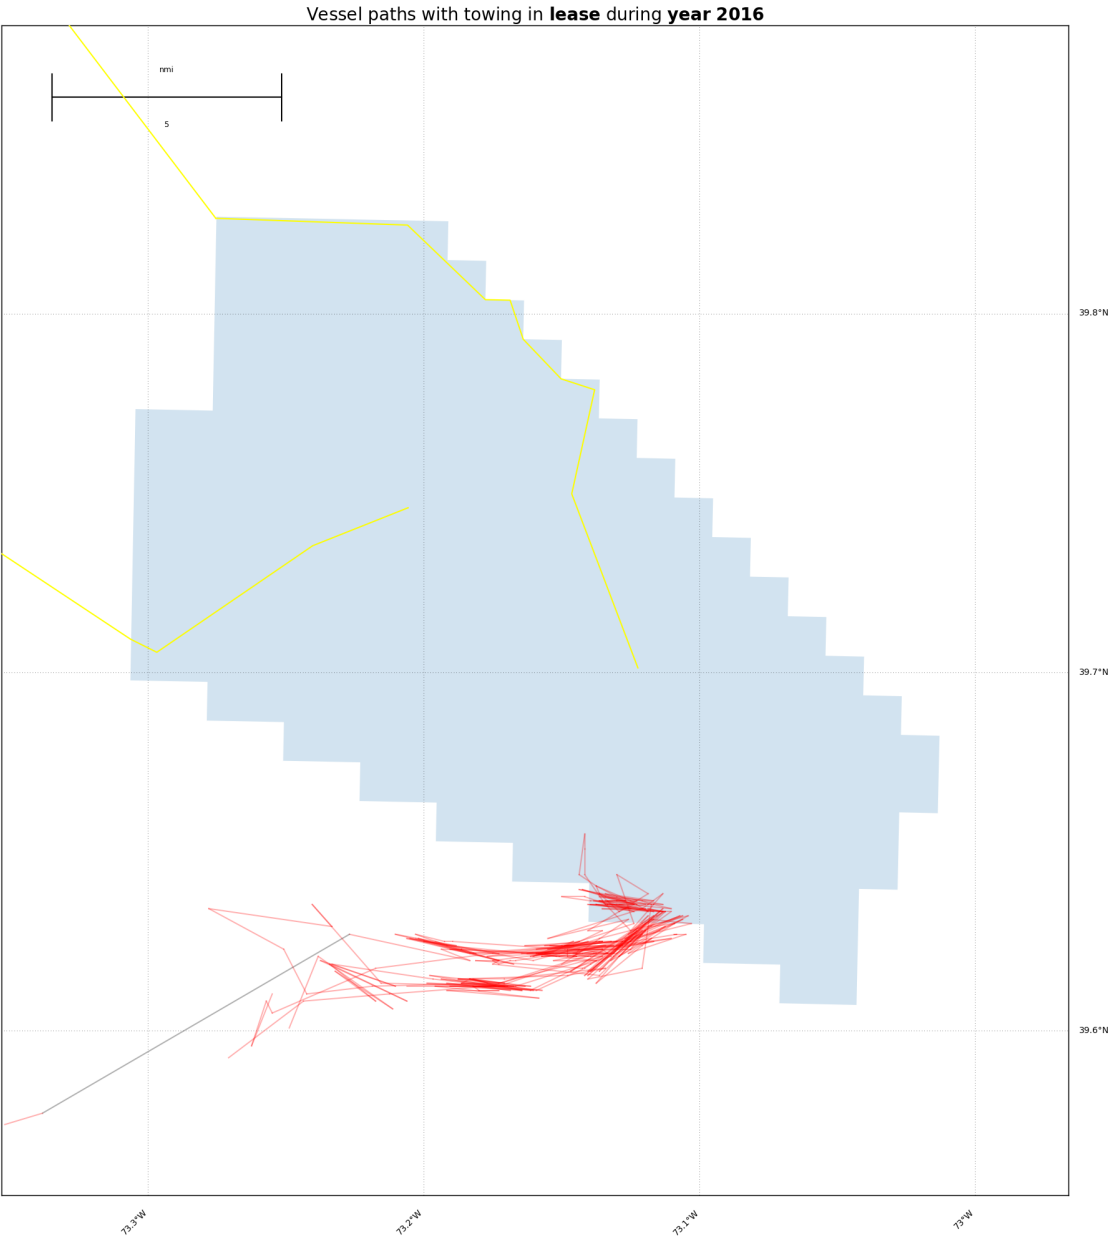 Vessel paths with towing in lease during year 2016
nmi
5
39.8°N
39.7°N
39.6°N
73.3°W
73.2°W
73.1°W
73°W